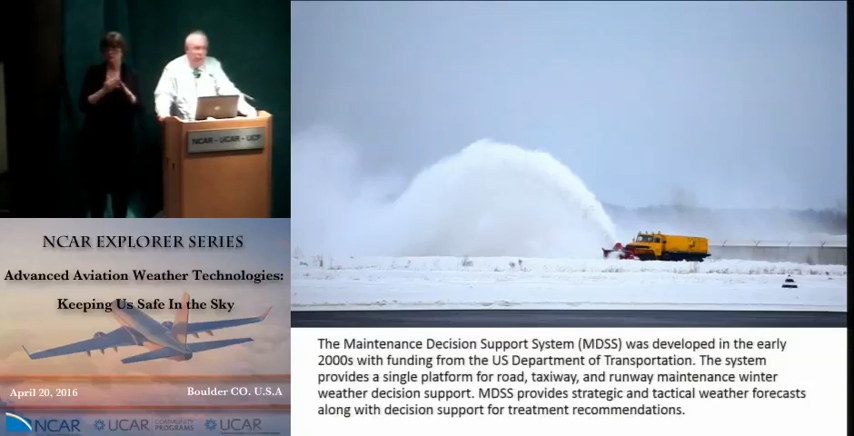 NCAR - UCAR - UCP
NCAR EXPLORER SERIES
Advanced Aviation Weather Technologies:
Keeping Us Safe In the Sky
April 20, 2016
Boulder CO. U.S.A
NCAR
UCAR
COMMUNITY
PROGRAMS
UCAR
The Maintenance Decision Support System (MDSS) was developed in the early
2000s with funding from the US Department of Transportation. The system
provides a single platform for road, taxiway, and runway maintenance winter
weather decision support. MDSS provides strategic and tactical weather forecasts
along with decision support for treatment recommendations.